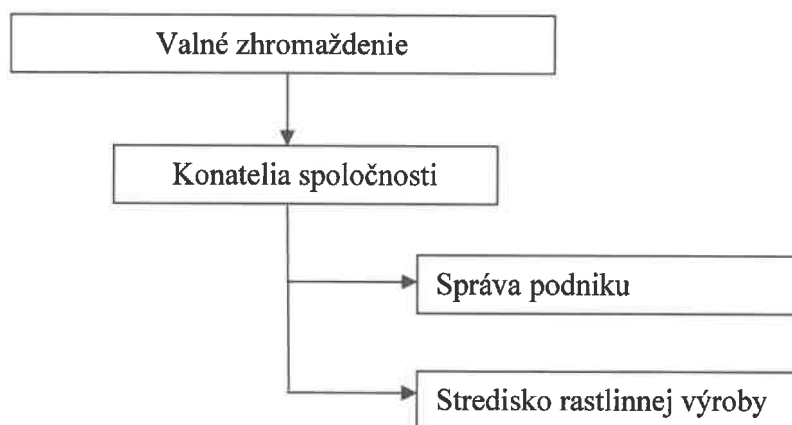 Valné zhromaždenie
Konatelia spoločnosti
Správa podniku
Stredisko rastlinnej výroby